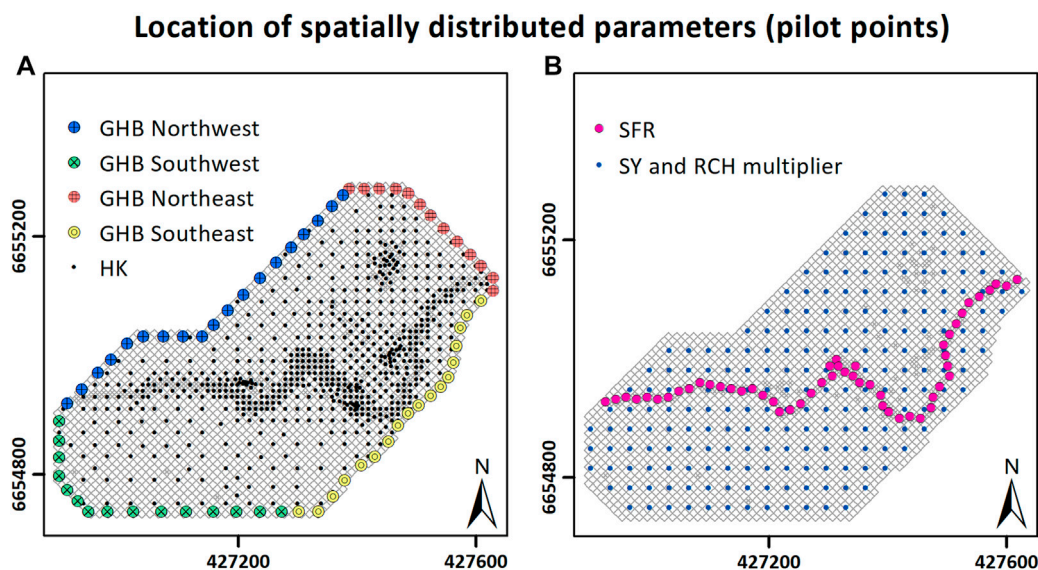 Location of spatially distributed parameters (pilot points)
A
GHB Northwest
GHB Southwest
GHB Northeast
GHB Southeast
HK
6655200
6654800
N
427200
427600
B
SFR
SY and RCH multiplier
6655200
6654800
N
427200
427600